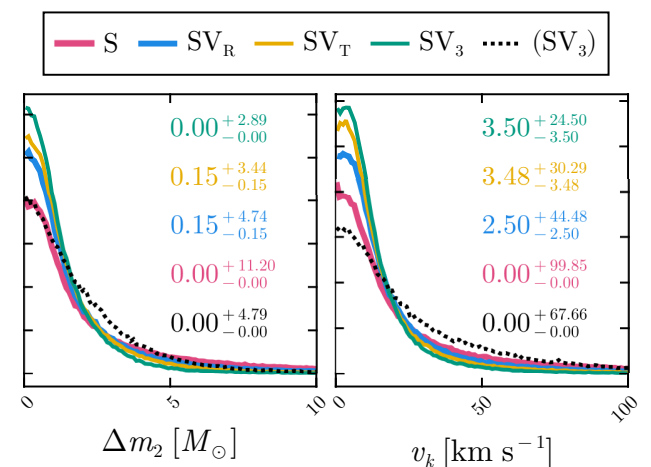 S SV_R SV_T SV_3 (SV_3)
0.00^{+2.89}_{-0.00} 3.50^{+24.50}_{-3.50}
0.15^{+3.44}_{-0.15} 3.48^{+30.29}_{-3.48}
0.15^{+4.74}_{-0.15} 2.50^{+44.48}_{-2.50}
0.00^{+11.20}_{-0.00} 0.00^{+99.85}_{-0.00}
0.00^{+4.79}_{-0.00} 0.00^{+67.66}_{-0.00}
0 5 10 0 50 100
Δm_2 [M_⊙] v_k [km s^{-1}]